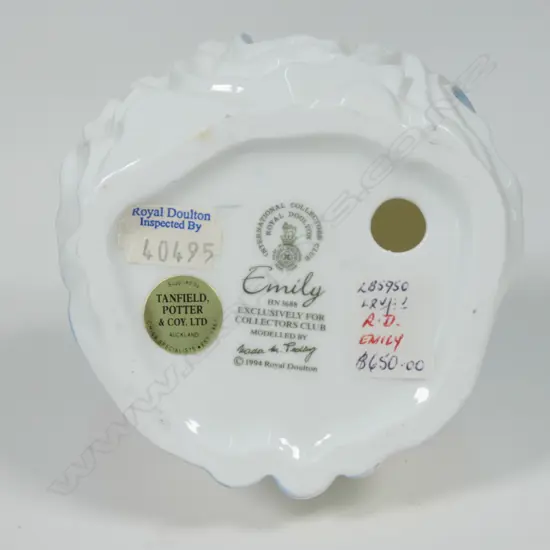 Royal Doulton
Inspected By
40495
TANFIELD,
POTTER
& COY. LTD
AUCKLAND
INTERNATIONAL COLLECTORS CLUB
ROYAL DOULTON
Emily
HN 3688
EXCLUSIVELY FOR
COLLECTORS CLUB
MODELLED BY
© 1994 Royal Doulton
LB5950
R.D.
EMILY
$650.00